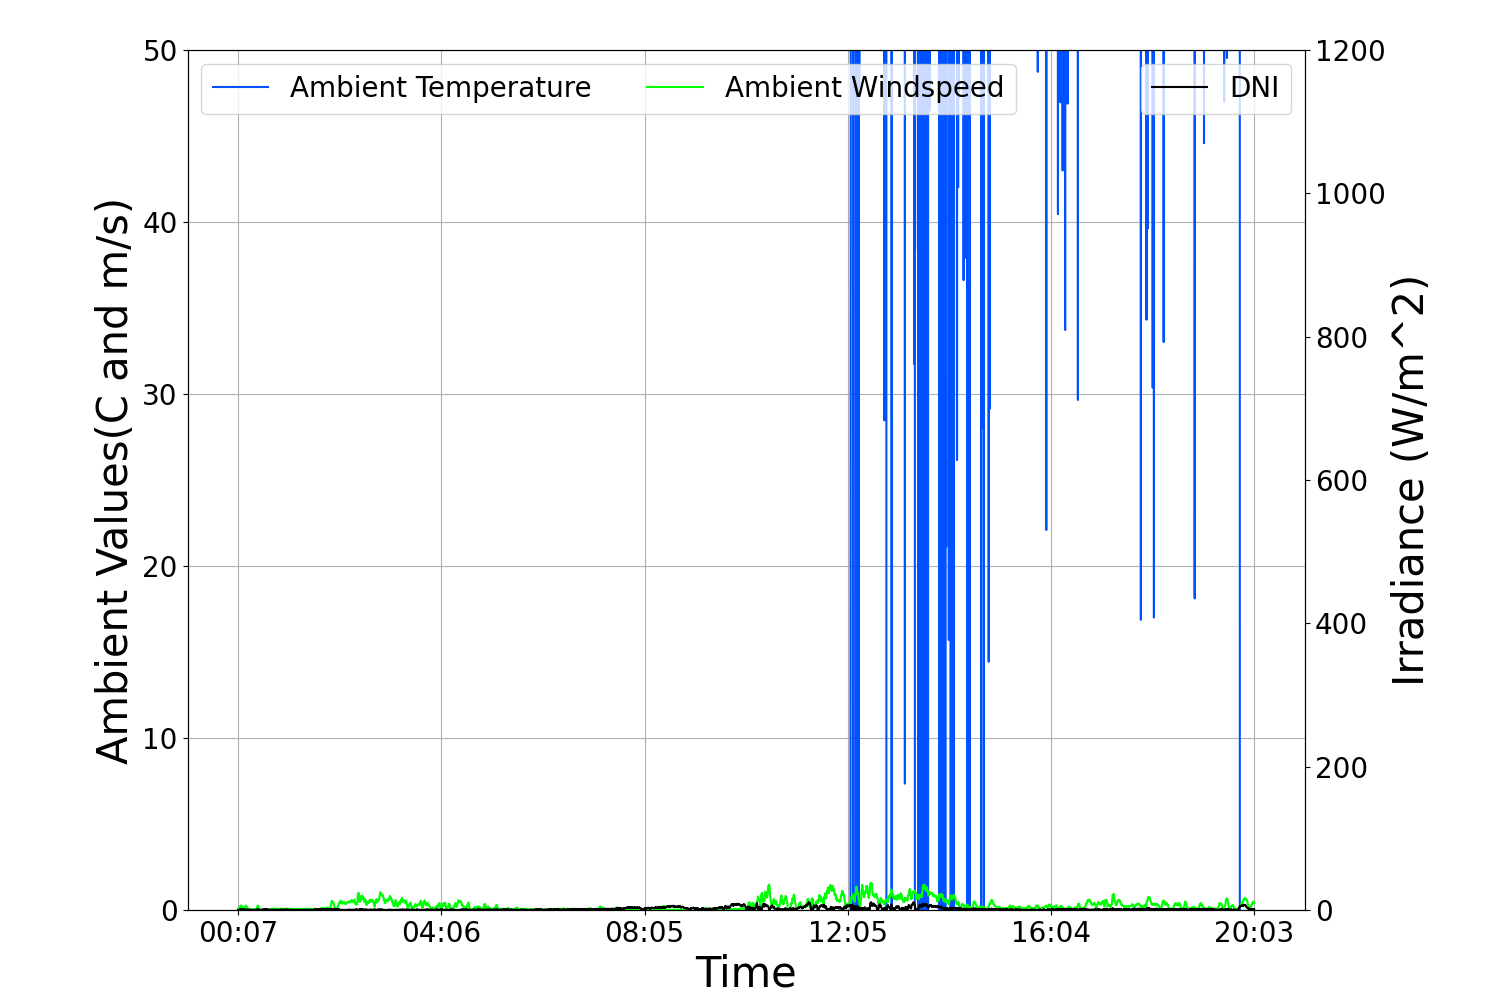 Ambient Temperature Ambient Windspeed DNI
Ambient Values(C and m/s)
50
40
30
20
10
0
1200
1000
800
600
400
200
0
Irradiance (W/m^2)
00:07 04:06 08:05 12:05 16:04 20:03
Time